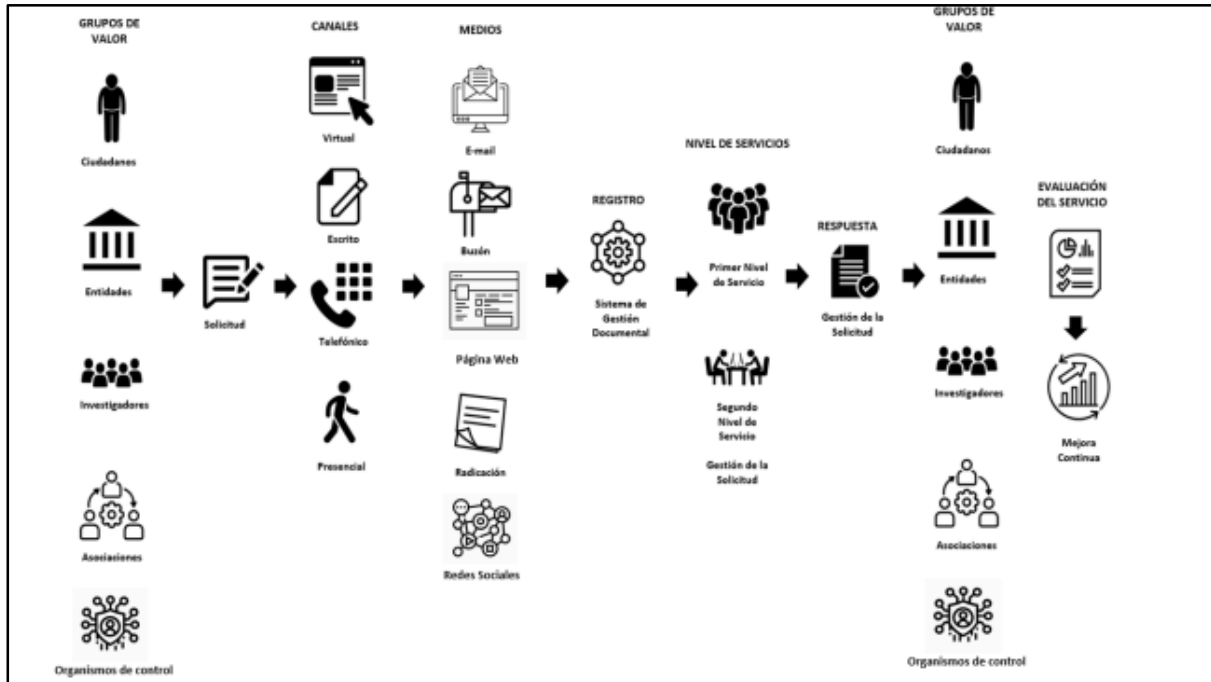 GRUPOS DE
VALOR
Ciudadanos
Entidades
Investigadores
Asociaciones
Organismos de control
Solicitud
CANALES
Virtual
Escrito
Telefónico
Presencial
MEDIOS
E-mail
Buzón
Página Web
Radicación
Redes Sociales
REGISTRO
Sistema de
Gestión
Documental
NIVEL DE SERVICIOS
Primer Nivel
de Servicio
Segundo
Nivel de
Servicio
Gestión de la
Solicitud
RESPUESTA
Gestión de la
Solicitud
GRUPOS DE
VALOR
Ciudadanos
Entidades
Investigadores
Asociaciones
Organismos de control
EVALUACIÓN
DEL SERVICIO
Mejora
Continua